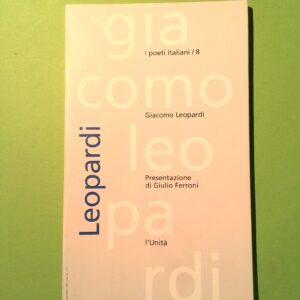 gia
como
leo
pa
rdi
I poeti italiani / 8
Giacomo Leopardi
Presentazione
di Giulio Ferroni
l'Unità
Leopardi